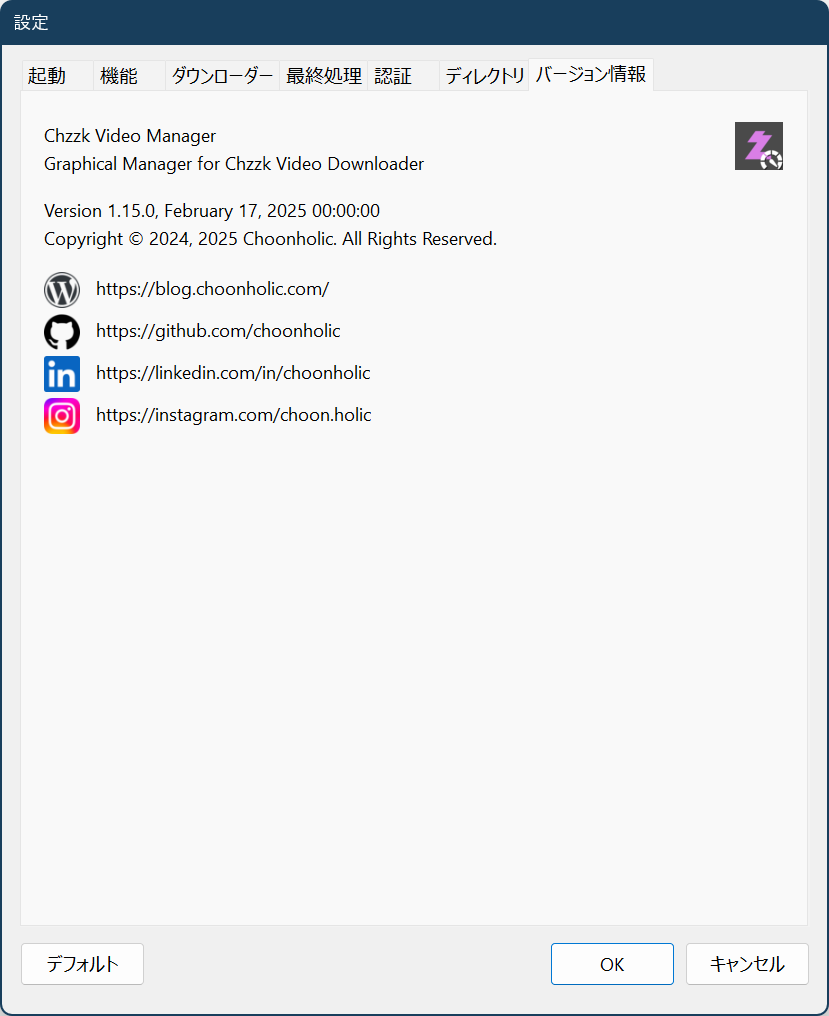 設定
起動 機能 ダウンローダー 最終処理 認証 ディレクトリ バージョン情報
Chzzk Video Manager
Graphical Manager for Chzzk Video Downloader
Version 1.15.0, February 17, 2025 00:00:00
Copyright © 2024, 2025 Choonholic. All Rights Reserved.
https://blog.choonholic.com/
https://github.com/choonholic
https://linkedin.com/in/choonholic
https://instagram.com/choon.holic
デフォルト OK キャンセル